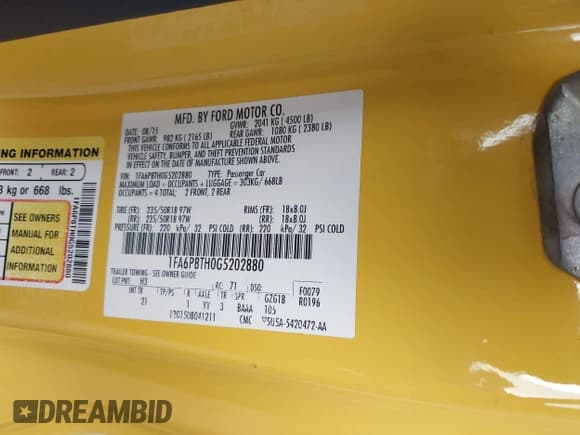 NG INFORMATION
FRONT: 2 REAR: 2
3 kg or 668 lbs.
SEE OWNERS
MANUAL FOR
ADDITIONAL
INFORMATION
1FA6P8TH0G5202880
MFD. BY FORD MOTOR CO.
DATE: 08/15 GVWR: 2041 KG ( 4500 LB)
FRONT GAWR: 982 KG ( 2165 LB) REAR GAWR: 1080 KG ( 2380 LB)
THIS VEHICLE CONFORMS TO ALL APPLICABLE FEDERAL MOTOR
VEHICLE SAFETY, BUMPER, AND THEFT PREVENTION STANDARDS
IN EFFECT ON THE DATE OF MANUFACTURE SHOWN ABOVE.
VIN: 1FA6P8TH0G5202880 TYPE: Passenger Car
MAXIMUM LOAD = OCCUPANTS + LUGGAGE = 303KG/ 668LB
OCCUPANTS = 4 TOTAL; 2 FRONT, 2 REAR
TIRE (FR): 235/50R18 97W RIMS (FR): 18x8.0J
(RR): 235/50R18 97W (RR): 18x8.0J
PRESSURE (FR): 220 kPa/ 32 PSI COLD (RR): 220 kPa/ 32 PSI COLD
1FA6P8TH0G5202880
TRAILER TOWING- SEE OWNER GUIDE
EXT PNT: H3 RC: 71 DSO: F0079
INT TR TP/PS R AXLE TR SPR GZG18 R0196
21 1 YY 3 BAAA 105
CMC 5U5A-5420472-AA
DREAMBID